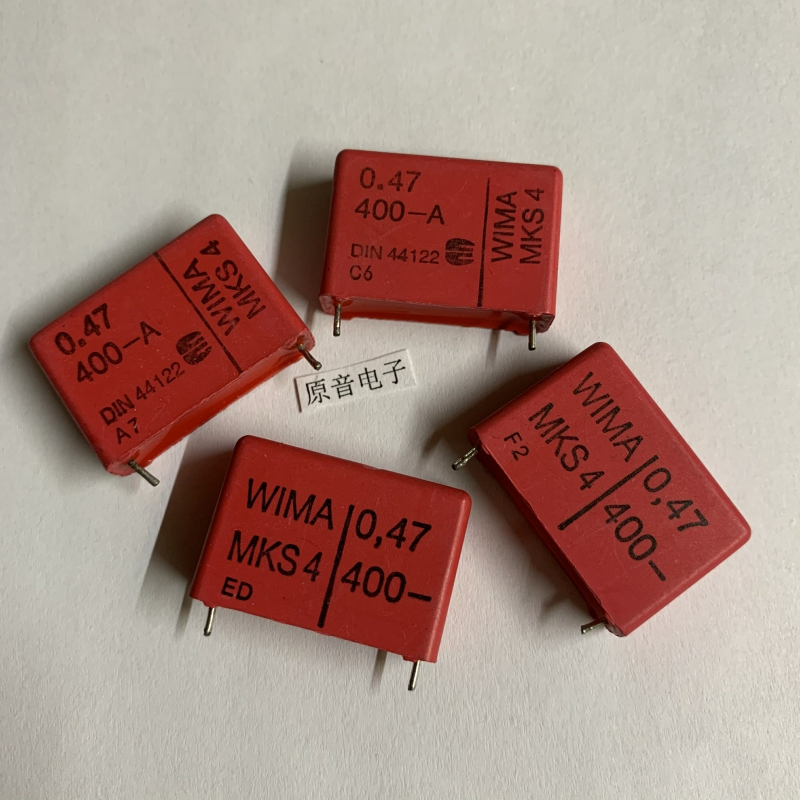 0.47
400-A
DIN 44122
C6
WIMA
MKS 4
0.47
400-A
DIN 44122
A7
WIMA
MKS 4
原音电子
WIMA
MKS 4
ED
0,47
400-
WIMA
MKS 4
F2
0,47
400-